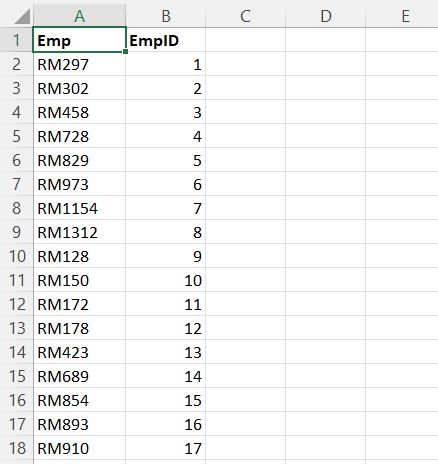 A B C D E
1 Emp EmpID
2 RM297 1
3 RM302 2
4 RM458 3
5 RM728 4
6 RM829 5
7 RM973 6
8 RM1154 7
9 RM1312 8
10 RM128 9
11 RM150 10
12 RM172 11
13 RM178 12
14 RM423 13
15 RM689 14
16 RM854 15
17 RM893 16
18 RM910 17